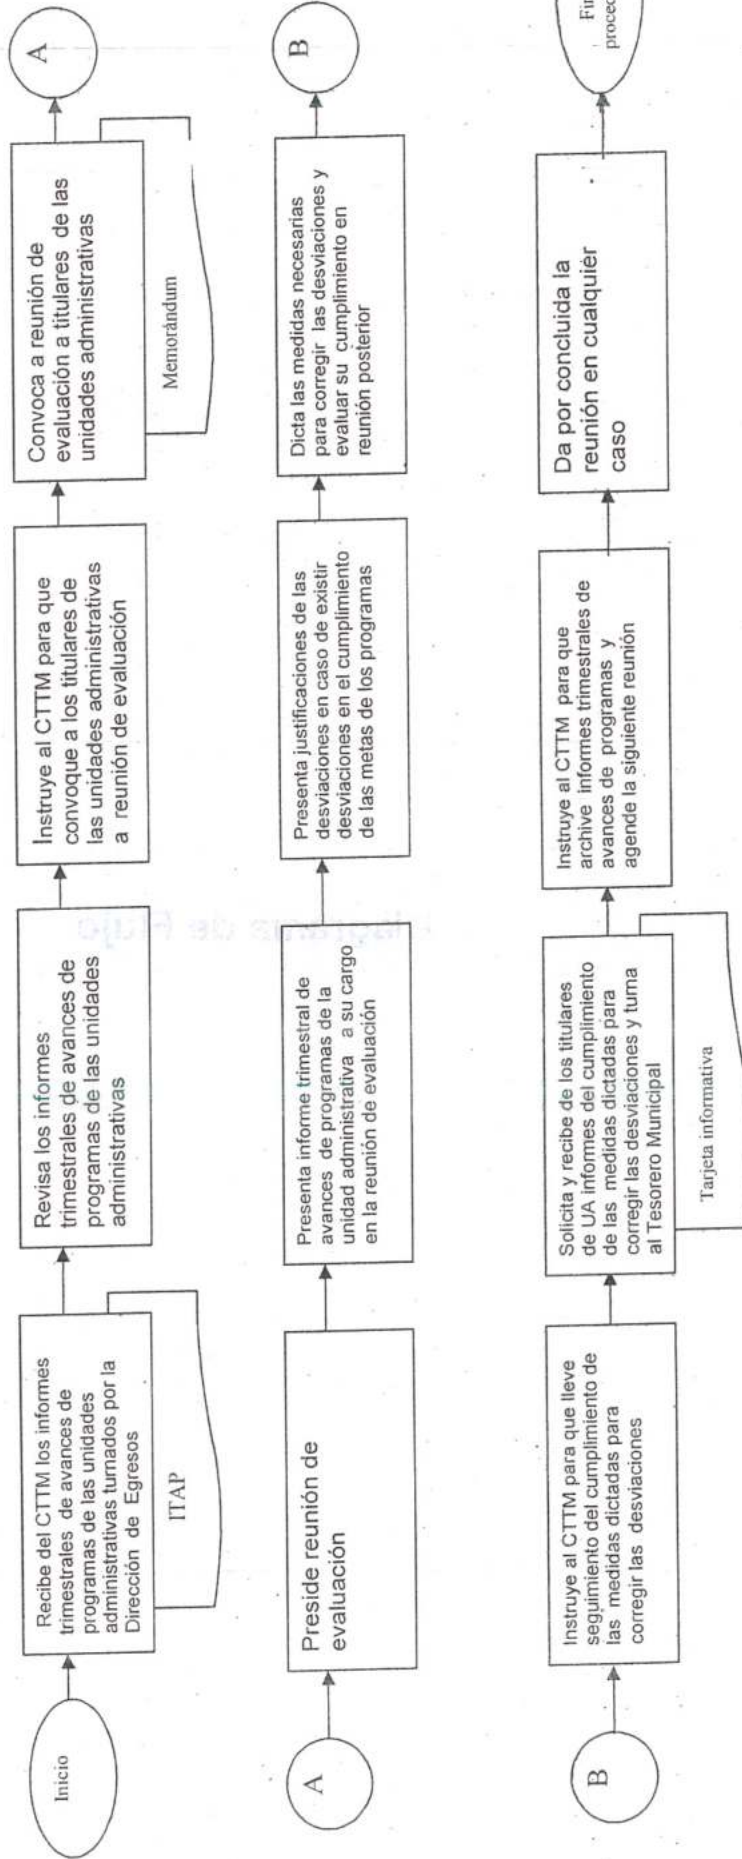 Inicio
Recibe del CTTM los informes
trimestrales de avances de
programas de las unidades
administrativas turnados por la
Dirección de Egresos
ITAP
Revisa los informes
trimestrales de avances de
programas de las unidades
administrativas
Instruye al CTTM para que
convoque a los titulares de
las unidades administrativas
a reunión de evaluación
Convoca a reunión de
evaluación a titulares de las
unidades administrativas
Memorándum
A
A
Preside reunión de
evaluación
Presenta informe trimestral de
avances de programas de la
unidad administrativa a su cargo
en la reunión de evaluación
Presenta justificaciones de las
desviaciones en caso de existir
desviaciones en el cumplimiento
de las metas de los programas
Dicta las medidas necesarias
para corregir las desviaciones y
evaluar su cumplimiento en
reunión posterior
B
B
Instruye al CTTM para que lleve
seguimiento del cumplimiento de
las medidas dictadas para
corregir las desviaciones
Solicita y recibe de los titulares
de UA informes del cumplimiento
de las medidas dictadas para
corregir las desviaciones y turna
al Tesorero Municipal
Tarjeta informativa
Instruye al CTTM para que
archive informes trimestrales de
avances de programas y
agende la siguiente reunión
Da por concluida la
reunión en cualquier
caso